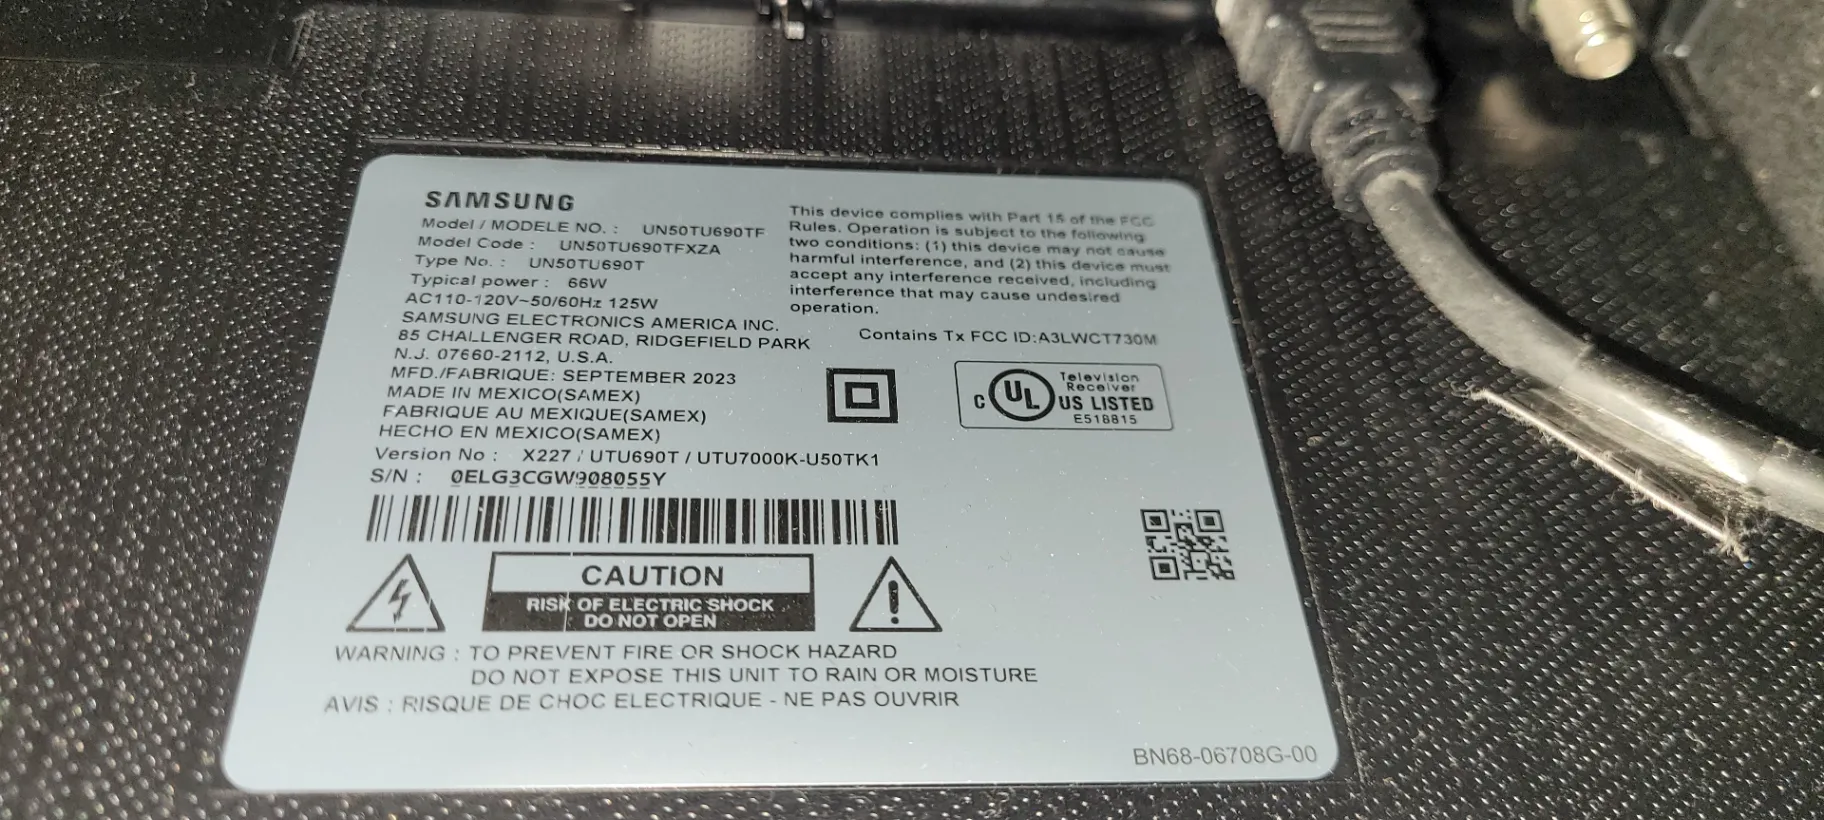 SAMSUNG
Model / MODELE NO. : UN50TU690TF
Model Code : UN50TU690TFXZA
Type No. : UN50TU690T
Typical power : 66W
AC110-120V~50/60Hz 125W
SAMSUNG ELECTRONICS AMERICA INC.
85 CHALLENGER ROAD, RIDGEFIELD PARK
N.J. 07660-2112, U.S.A.
MFD./FABRIQUE: SEPTEMBER 2023
MADE IN MEXICO(SAMEX)
FABRIQUE AU MEXIQUE(SAMEX)
HECHO EN MEXICO(SAMEX)
Version No : X227 / UTU690T / UTU7000K-U50TK1
S/N : 0ELG3CGW908055Y
This device complies with Part 15 of the FCC
Rules. Operation is subject to the following
two conditions: (1) this device may not cause
harmful interference, and (2) this device must
accept any interference received, including
interference that may cause undesired
operation.
Contains Tx FCC ID:A3LWCT730M
C UL US LISTED
Television
Receiver
E518815
CAUTION
RISK OF ELECTRIC SHOCK
DO NOT OPEN
WARNING : TO PREVENT FIRE OR SHOCK HAZARD
DO NOT EXPOSE THIS UNIT TO RAIN OR MOISTURE
AVIS : RISQUE DE CHOC ELECTRIQUE - NE PAS OUVRIR
BN68-06708G-00